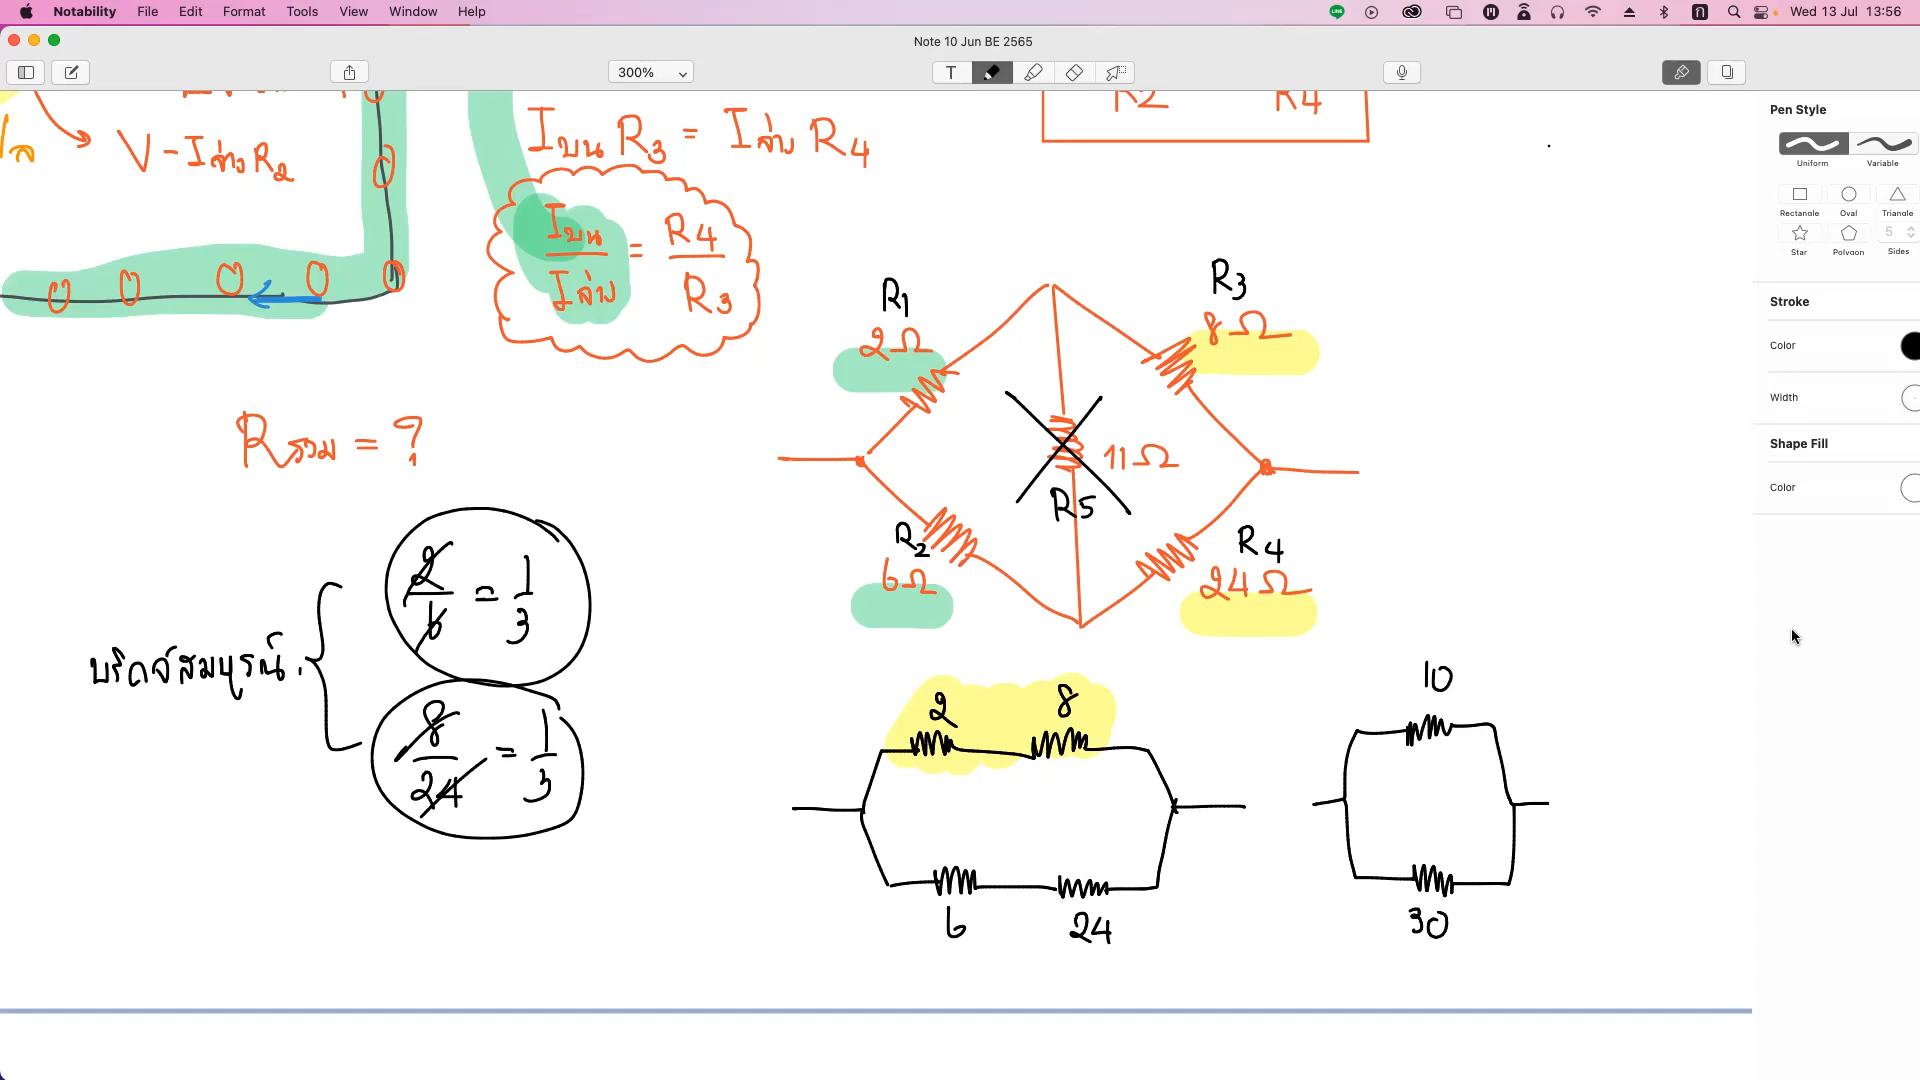 Notability File Edit Format Tools View Window Help
Wed 13 Jul 13:56
Note 10 Jun BE 2565
300%
T
R2 R4
V - Iล่าง R2
Iบน R3 = Iล่าง R4
Iบน / Iล่าง = R4 / R3
Rรวม = ?
R1
2Ω
R3
8Ω
11Ω
R5
R2
6Ω
R4
24Ω
บริดจ์สมบูรณ์
2/6 = 1/3
8/24 = 1/3
2 8
6 24
10
30
Pen Style
Uniform Variable
Rectangle Oval Triangle
5
Star Polygon Sides
Stroke
Color
Width
Shape Fill
Color